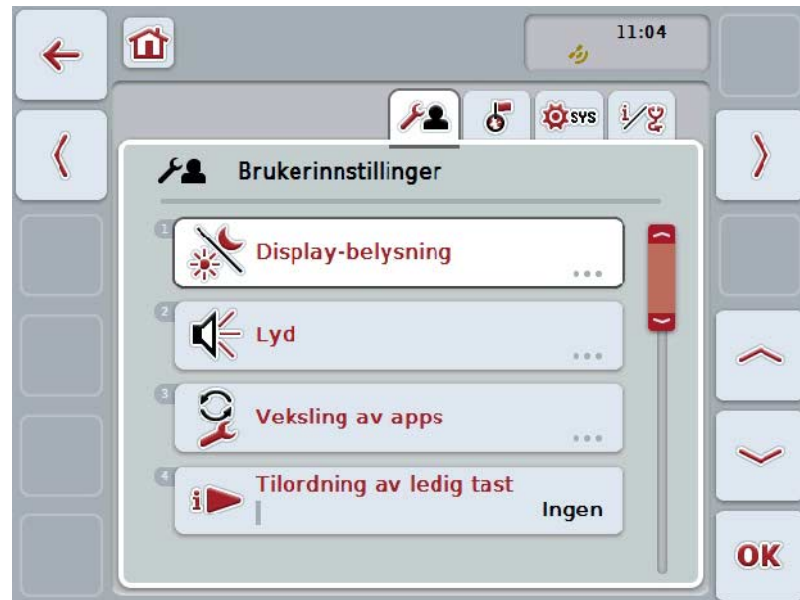 11:04
SYS
i/
Brukerinnstillinger
1
Display-belysning
...
2
Lyd
...
3
Veksling av apps
...
4
i
Tilordning av ledig tast
Ingen
OK